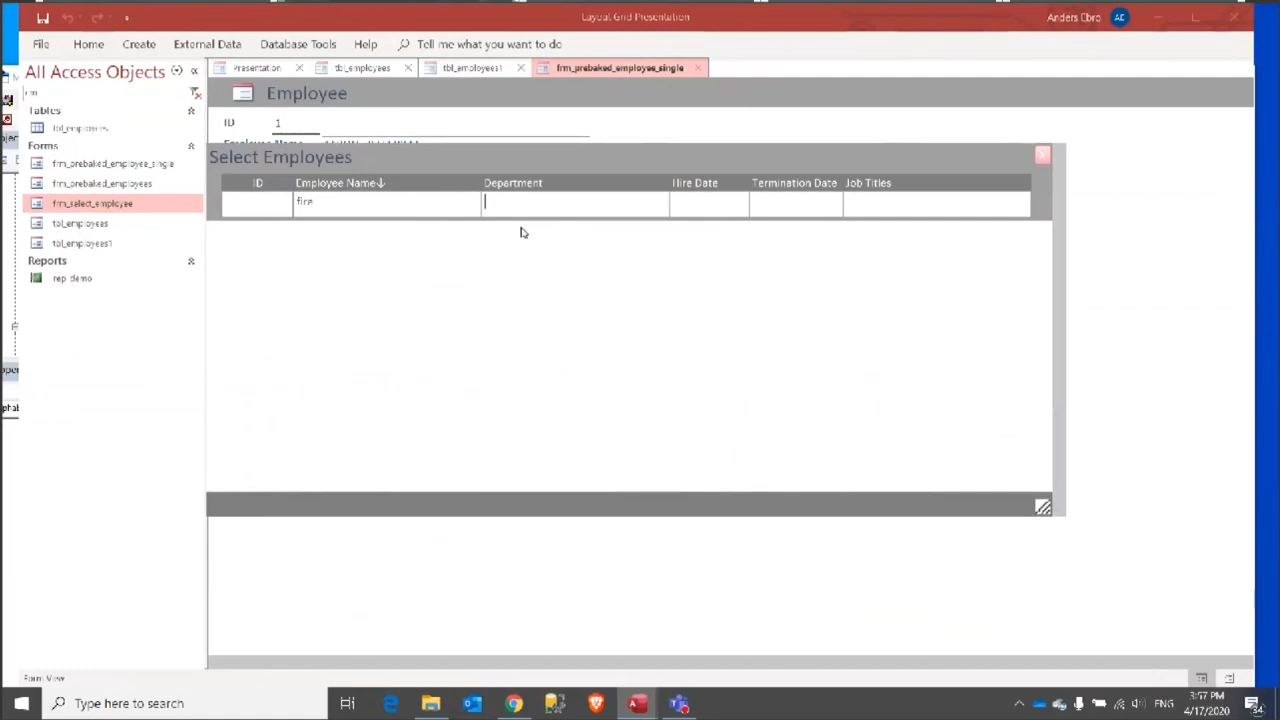 Layout Grid Presentation
Anders Ebro
AE
File Home Create External Data Database Tools Help Tell me what you want to do
All Access Objects
Presentation
tbl_employees
tbl_employees1
frm_prebaked_employee_single
Tables
tbl_employees
Forms
frm_prebaked_employee_single
frm_prebaked_employees
frm_select_employee
tbl_employees
tbl_employees1
Reports
rep_demo
Employee
ID 1
Select Employees
ID Employee Name Department Hire Date Termination Date Job Titles
fire
Form View
Type here to search
ENG
3:57 PM
4/17/2020